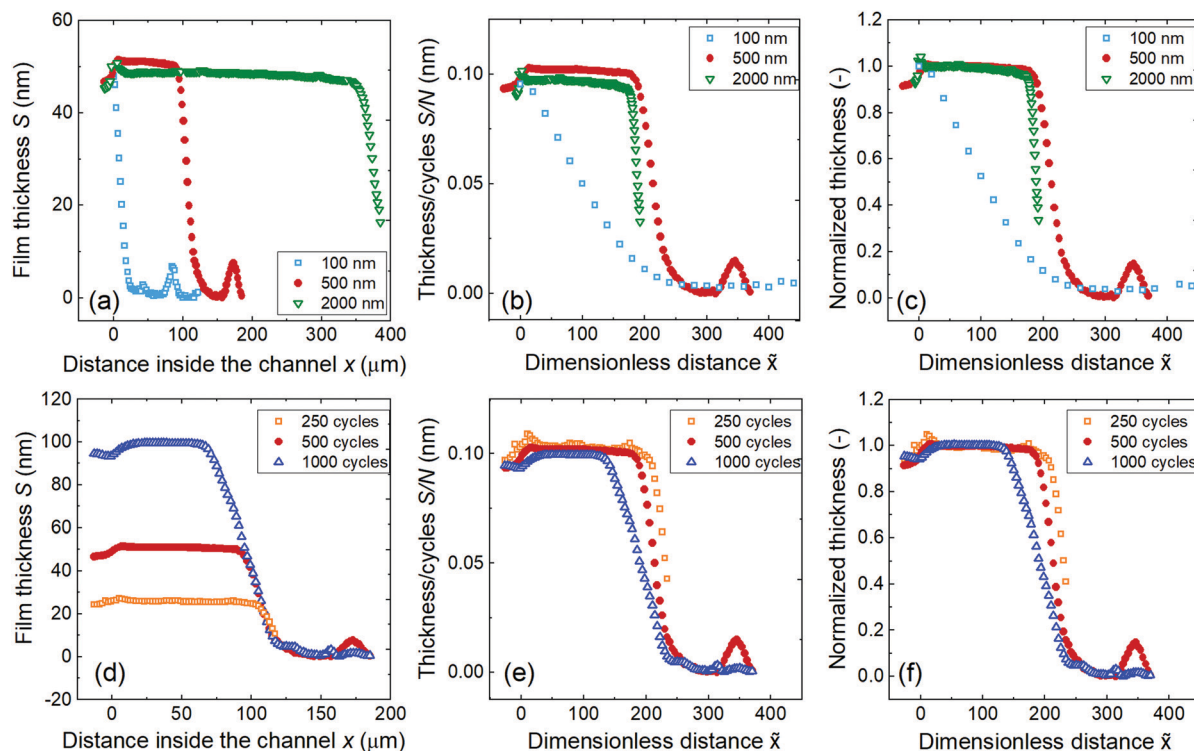 60
40
20
0
Film thickness S (nm)
100 nm
500 nm
2000 nm
(a)
0 100 200 300 400
Distance inside the channel x (μm)
0.10
0.05
0.00
Thickness/cycles S/N (nm)
100 nm
500 nm
2000 nm
(b)
0 100 200 300 400
Dimensionless distance x̃
1.2
1.0
0.8
0.6
0.4
0.2
0.0
Normalized thickness (-)
100 nm
500 nm
2000 nm
(c)
0 100 200 300 400
Dimensionless distance x̃
120
100
80
60
40
20
0
-20
Film thickness S (nm)
250 cycles
500 cycles
1000 cycles
(d)
0 50 100 150 200
Distance inside the channel x (μm)
0.10
0.05
0.00
Thickness/cycles S/N (nm)
250 cycles
500 cycles
1000 cycles
(e)
0 100 200 300 400
Dimensionless distance x̃
1.2
1.0
0.8
0.6
0.4
0.2
0.0
Normalized thickness (-)
250 cycles
500 cycles
1000 cycles
(f)
0 100 200 300 400
Dimensionless distance x̃